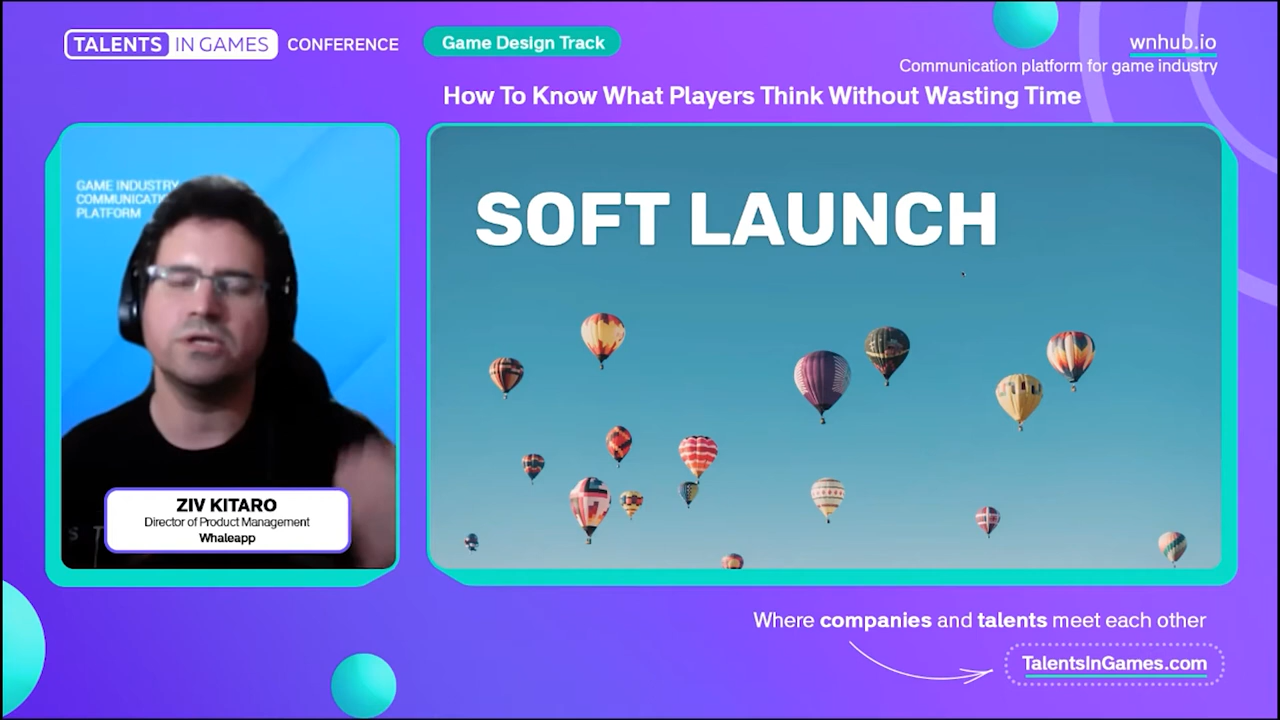 TALENTS IN GAMES CONFERENCE
Game Design Track
wnhub.io
Communication platform for game industry
How To Know What Players Think Without Wasting Time
GAME INDUSTRY
PLATFORM
SOFT LAUNCH
ZIV KITARO
Director of Product Management
Whaleapp
Where companies and talents meet each other
TalentsInGames.com